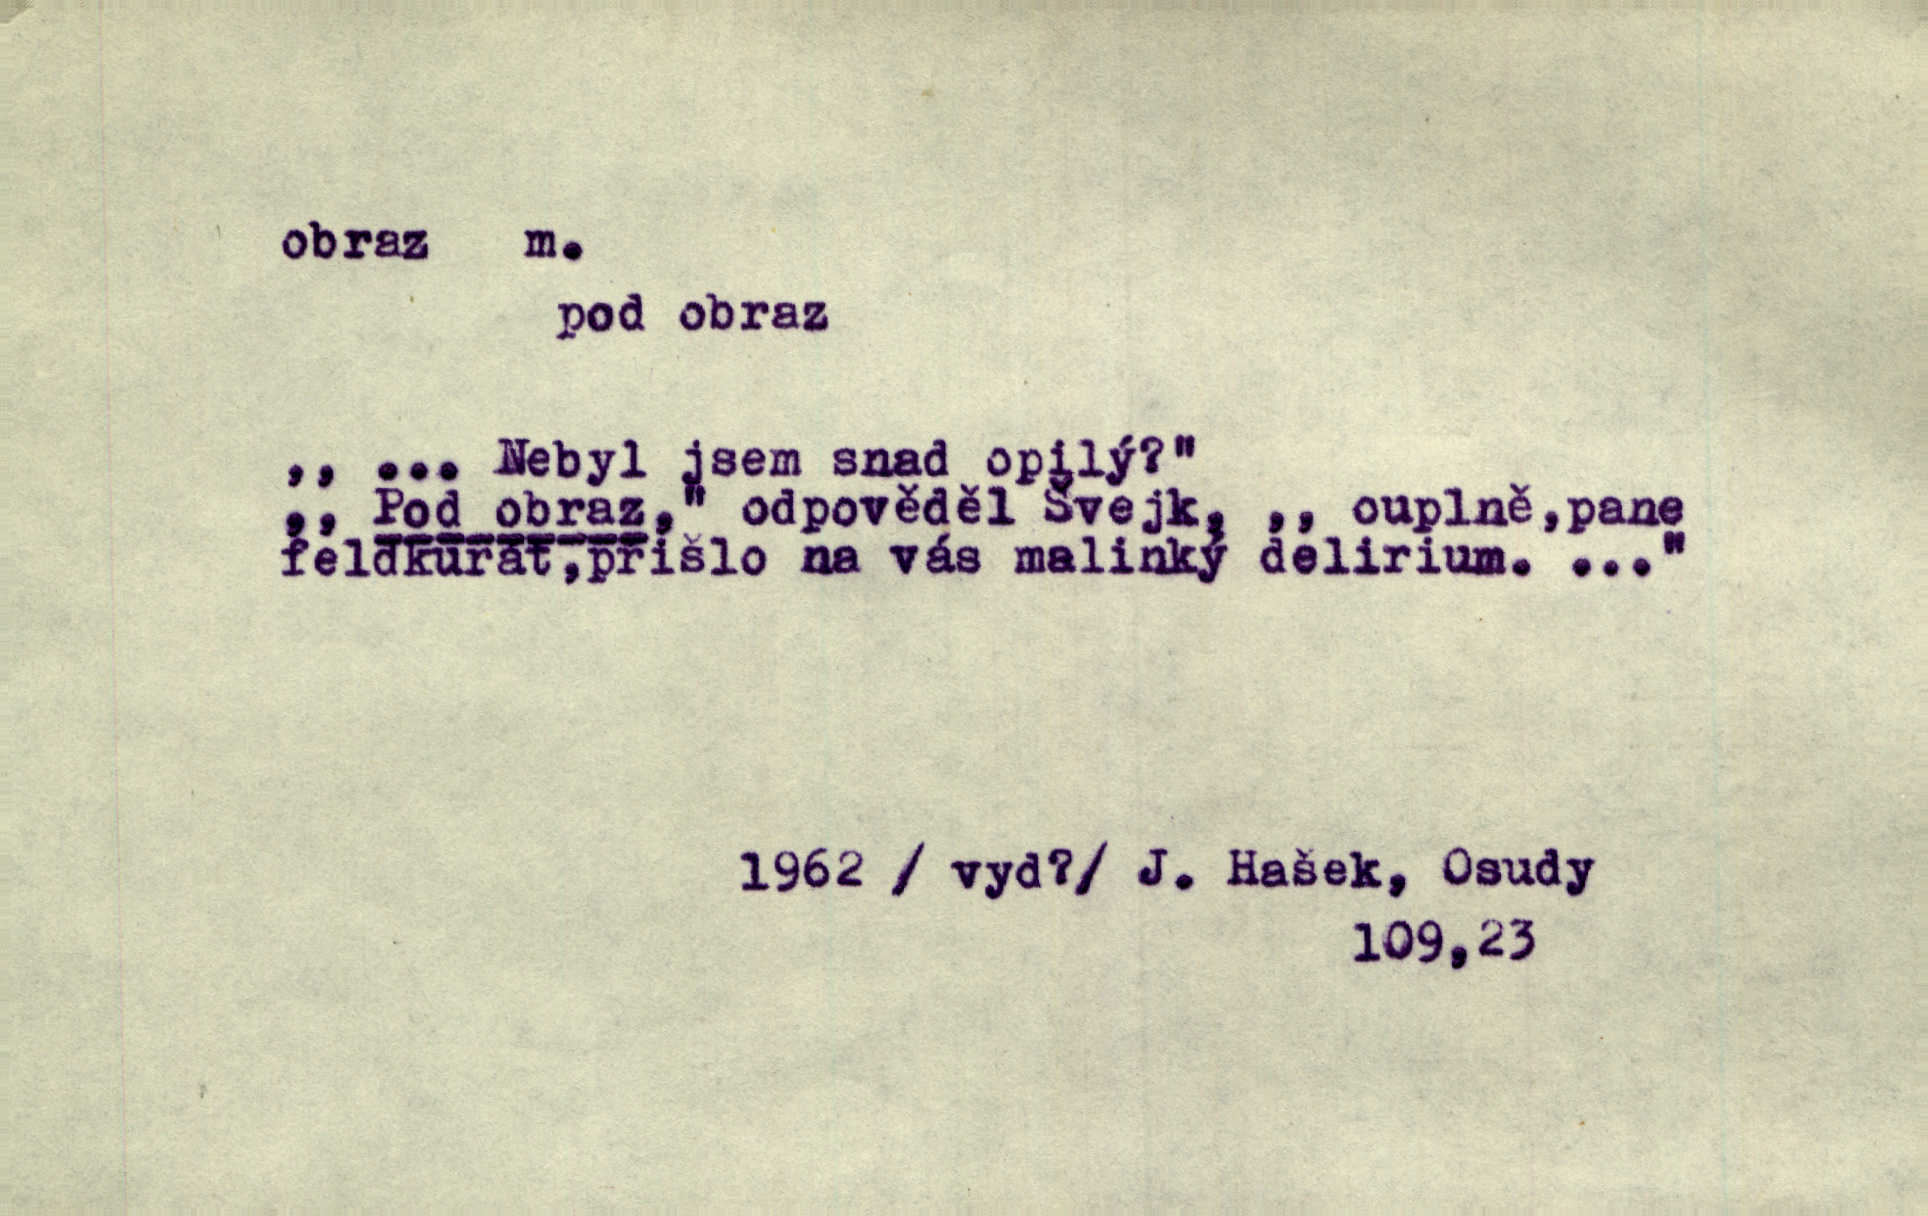 obraz m.
pod obraz
,, ... Nebyl jsem snad opilý?"
,, Pod obraz," odpověděl Švejk, ,, ouplně,pane
feldkurát,přišlo na vás malinký delirium. ..."
1962 / vyd?/ J. Hašek, Osudy
109,23